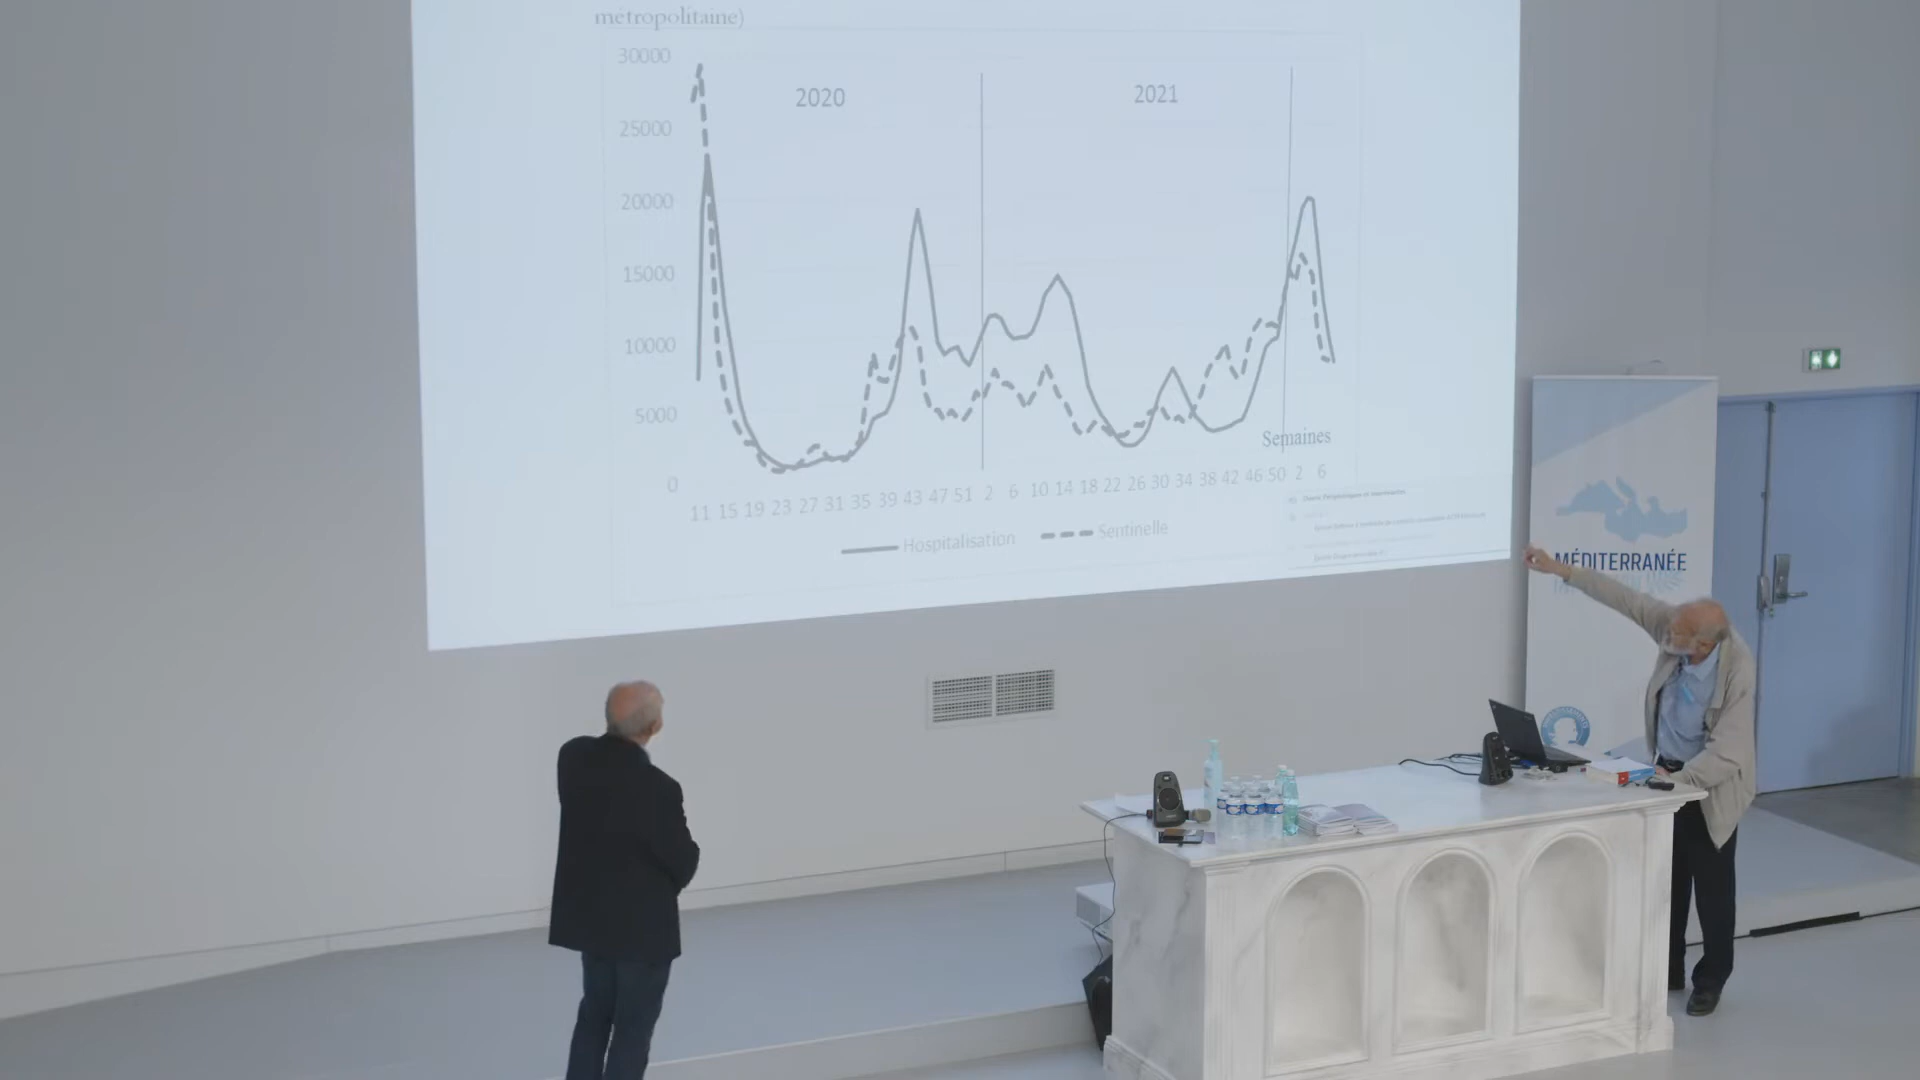 métropolitaine)
30000
2020
2021
25000
20000
15000
10000
5000
Semaines
0
11 15 19 23 27 31 35 39 43 47 51 2 6 10 14 18 22 26 30 34 38 42 46 50 2 6
Hospitalisation
Sentinelle
MÉDITERRANÉE